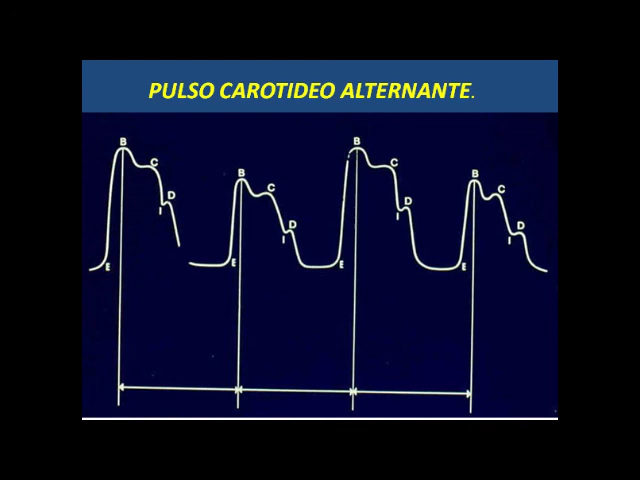 PULSO CAROTIDEO ALTERNANTE.
B B B B
C C C C
D D D D
I I I I
E E E E